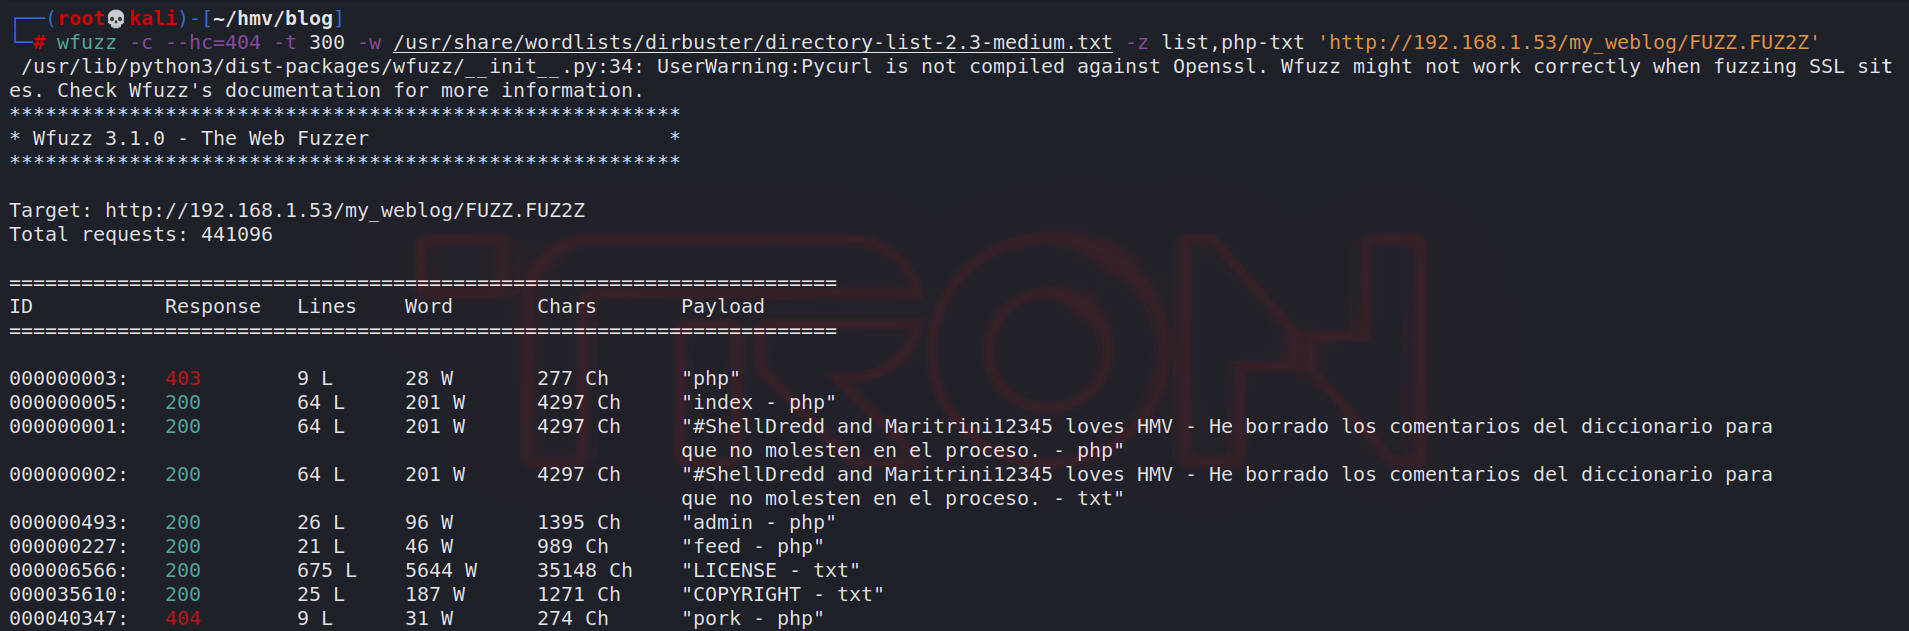 ┌──(root💀kali)-[~/hmv/blog]
└─# wfuzz -c --hc=404 -t 300 -w /usr/share/wordlists/dirbuster/directory-list-2.3-medium.txt -z list,php-txt 'http://192.168.1.53/my_weblog/FUZZ.FUZ2Z'
/usr/lib/python3/dist-packages/wfuzz/__init__.py:34: UserWarning:Pycurl is not compiled against Openssl. Wfuzz might not work correctly when fuzzing SSL sit
es. Check Wfuzz's documentation for more information.
********************************************************
* Wfuzz 3.1.0 - The Web Fuzzer                         *
********************************************************
Target: http://192.168.1.53/my_weblog/FUZZ.FUZ2Z
Total requests: 441096
=====================================================================
ID           Response   Lines    Word       Chars       Payload
=====================================================================
000000003:   403        9 L      28 W       277 Ch      "php"
000000005:   200        64 L     201 W      4297 Ch     "index - php"
000000001:   200        64 L     201 W      4297 Ch     "#ShellDredd and Maritrini12345 loves HMV - He borrado los comentarios del diccionario para
que no molesten en el proceso. - php"
000000002:   200        64 L     201 W      4297 Ch     "#ShellDredd and Maritrini12345 loves HMV - He borrado los comentarios del diccionario para
que no molesten en el proceso. - txt"
000000493:   200        26 L     96 W       1395 Ch     "admin - php"
000000227:   200        21 L     46 W       989 Ch      "feed - php"
000006566:   200        675 L    5644 W     35148 Ch    "LICENSE - txt"
000035610:   200        25 L     187 W      1271 Ch     "COPYRIGHT - txt"
000040347:   404        9 L      31 W       274 Ch      "pork - php"
TRON